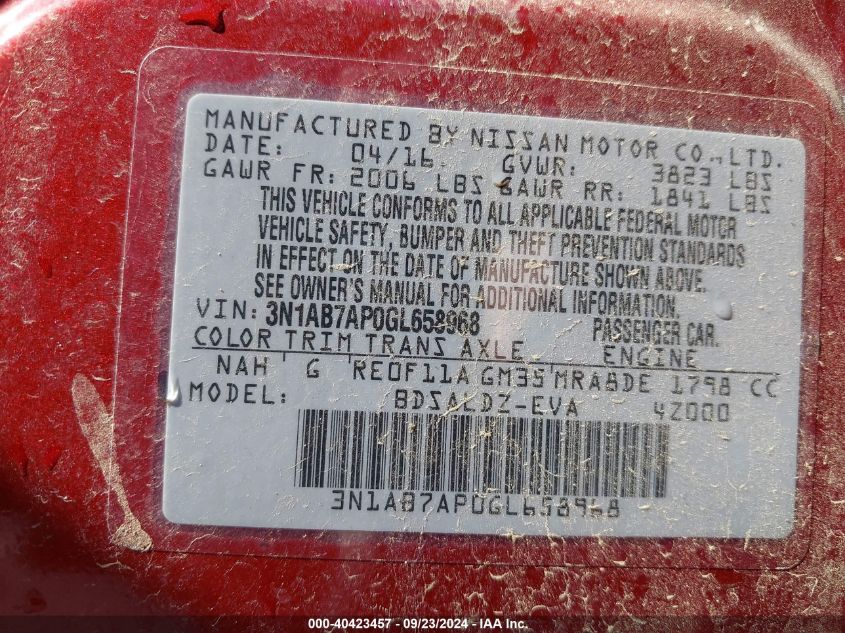 MANUFACTURED BY NISSAN MOTOR CO., LTD.
DATE: 04/16 GVWR: 3823 LBS
GAWR FR: 2006 LBS GAWR RR: 1841 LBS
THIS VEHICLE CONFORMS TO ALL APPLICABLE FEDERAL MOTOR
VEHICLE SAFETY, BUMPER AND THEFT PREVENTION STANDARDS
IN EFFECT ON THE DATE OF MANUFACTURE SHOWN ABOVE.
SEE OWNER'S MANUAL FOR ADDITIONAL INFORMATION.
VIN: 3N1AB7AP0GL658968 PASSENGER CAR.
COLOR TRIM TRANS AXLE ENGINE
NAH G RE0F11A GM35 MRA8DE 1798 CC
MODEL: BDSALDZ-EVA 4Z000
3N1AB7AP0GL658968
000-40423457 - 09/23/2024 - IAA Inc.